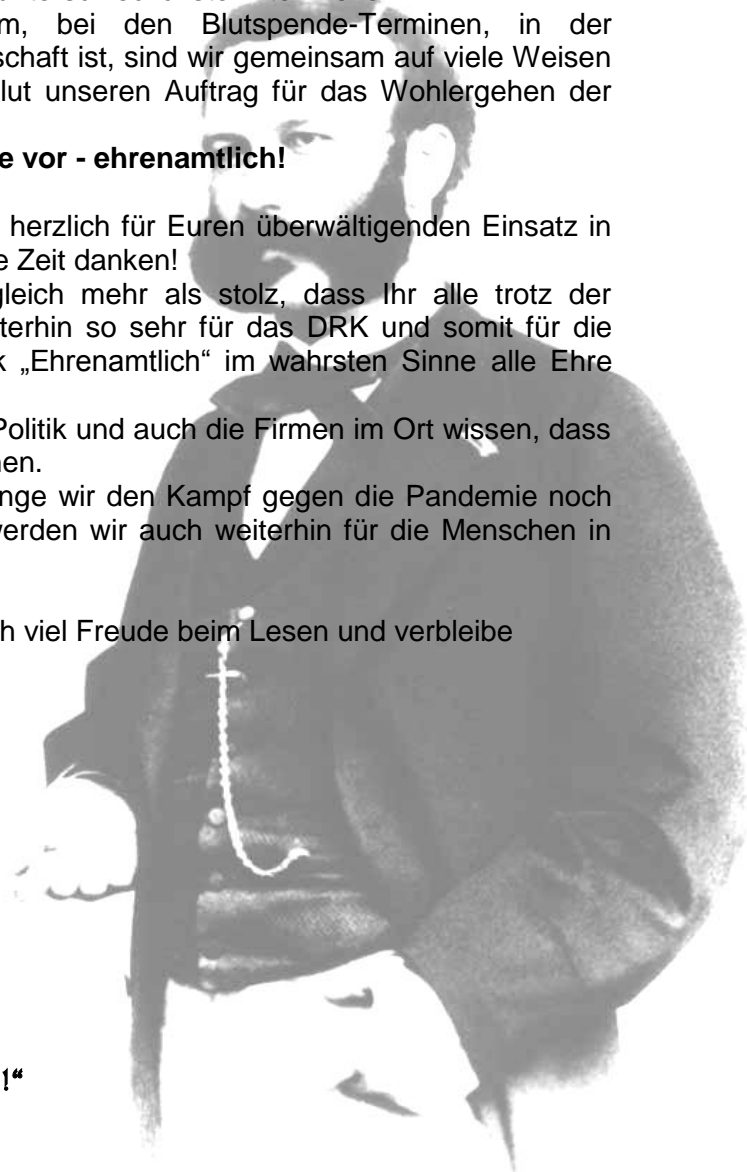 m, bei den Blutspende-Terminen, in der
schaft ist, sind wir gemeinsam auf viele Weisen
lut unseren Auftrag für das Wohlergehen der
e vor - ehrenamtlich!
herzlich für Euren überwältigenden Einsatz in
e Zeit danken!
gleich mehr als stolz, dass Ihr alle trotz der
terhin so sehr für das DRK und somit für die
k „Ehrenamtlich“ im wahrsten Sinne alle Ehre
Politik und auch die Firmen im Ort wissen, dass
nen.
nge wir den Kampf gegen die Pandemie noch
werden wir auch weiterhin für die Menschen in
h viel Freude beim Lesen und verbleibe
!“